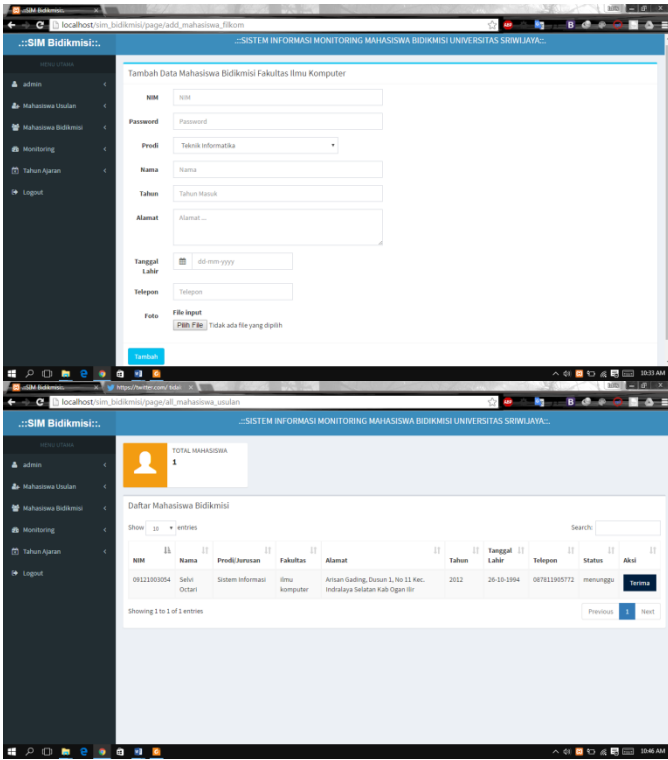 .::SIM Bidikmisi::.
localhost/sim_bidikmisi/page/add_mahasiswa_filkom
.::SIM Bidikmisi::.
.::SISTEM INFORMASI MONITORING MAHASISWA BIDIKMISI UNIVERSITAS SRIWIJAYA::.
MENU UTAMA
admin
Mahasiswa Usulan
Mahasiswa Bidikmisi
Monitoring
Tahun Ajaran
Logout
Tambah Data Mahasiswa Bidikmisi Fakultas Ilmu Komputer
NIM NIM
Password Password
Prodi Teknik Informatika
Nama Nama
Tahun Tahun Masuk
Alamat Alamat ...
Tanggal Lahir dd-mm-yyyy
Telepon Telepon
Foto File input
Pilih File Tidak ada file yang dipilih
Tambah
10:33 AM
.::SIM Bidikmisi::. https://twitter.com/ tidak
localhost/sim_bidikmisi/page/all_mahasiswa_usulan
.::SIM Bidikmisi::.
.::SISTEM INFORMASI MONITORING MAHASISWA BIDIKMISI UNIVERSITAS SRIWIJAYA::.
MENU UTAMA
admin
Mahasiswa Usulan
Mahasiswa Bidikmisi
Monitoring
Tahun Ajaran
Logout
TOTAL MAHASISWA
1
Daftar Mahasiswa Bidikmisi
Show 10 entries Search:
NIM Nama Prodi/Jurusan Fakultas Alamat Tahun Tanggal Lahir Telepon Status Aksi
09121003054 Selvi Octari Sistem Informasi ilmu komputer Arisan Gading, Dusun 1, No 11 Kec. Indralaya Selatan Kab Ogan Ilir 2012 26-10-1994 087811905772 menunggu Terima
Showing 1 to 1 of 1 entries Previous 1 Next
10:46 AM